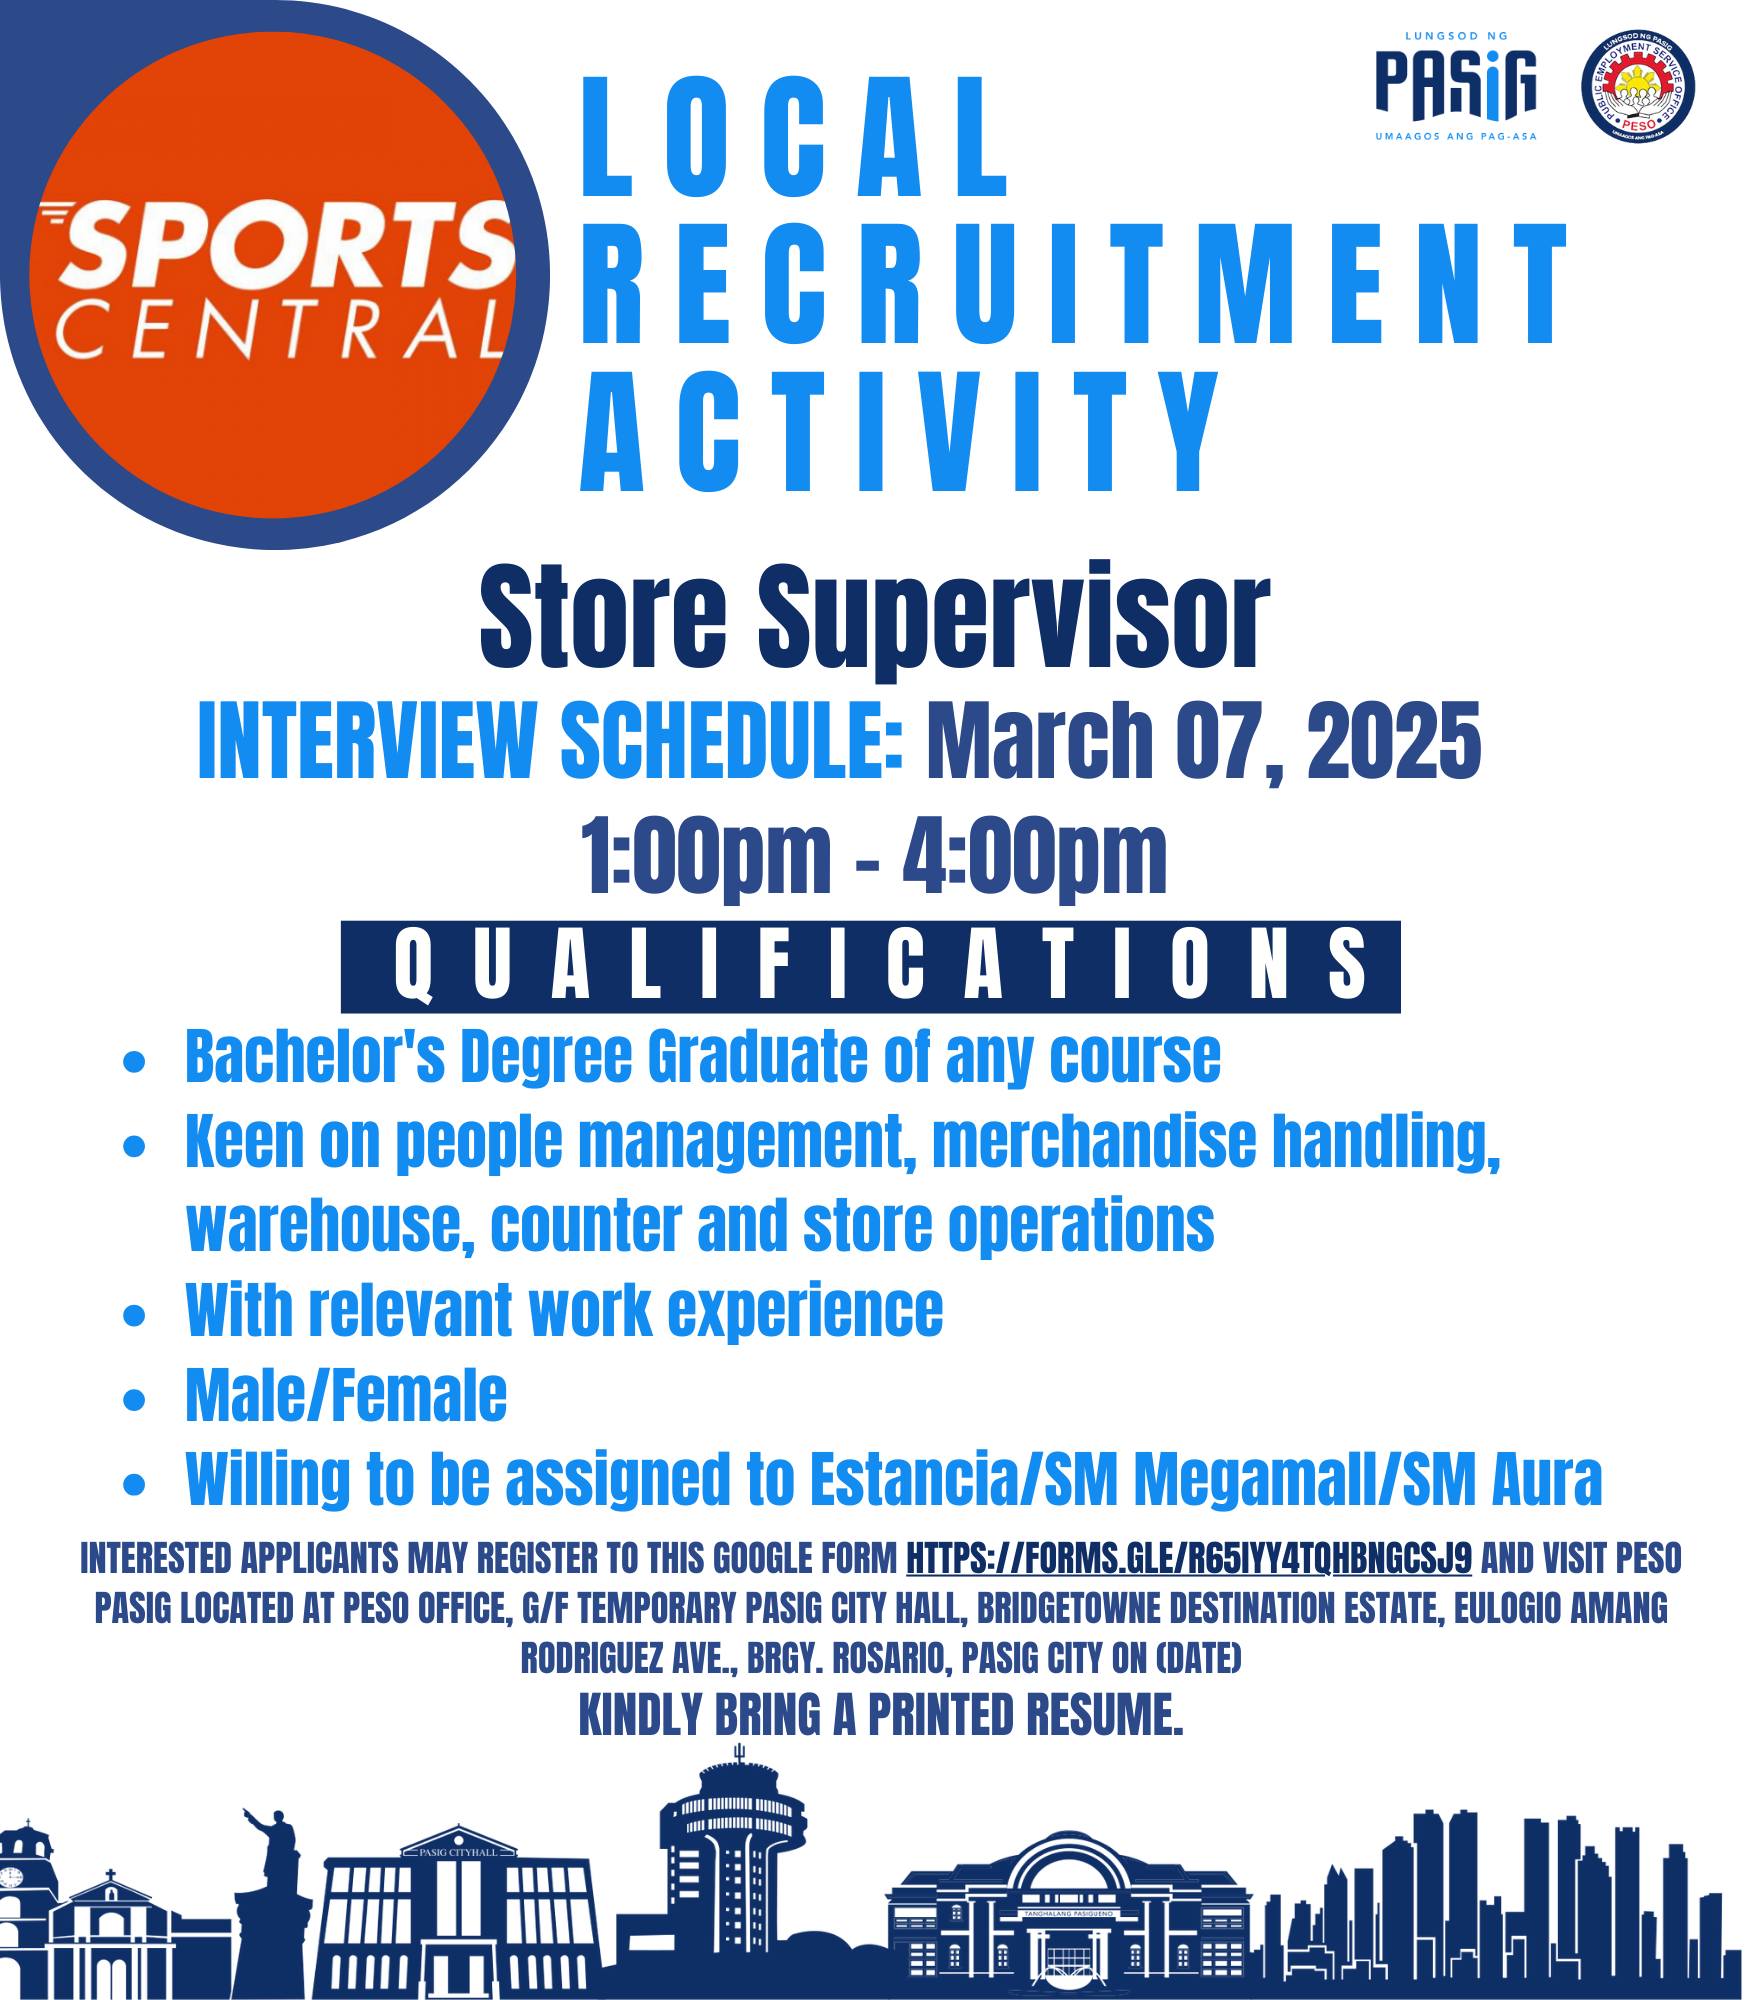 LUNGSOD NG
PASiG
UMAAGOS ANG PAG-ASA
LUNGSOD NG PASIG
PUBLIC EMPLOYMENT SERVICE OFFICE
PESO
UMAAGOS ANG PAG-ASA
SPORTS
CENTRAL
LOCAL
RECRUITMENT
ACTIVITY
Store Supervisor
INTERVIEW SCHEDULE: March 07, 2025
1:00pm - 4:00pm
QUALIFICATIONS
• Bachelor's Degree Graduate of any course
• Keen on people management, merchandise handling,
warehouse, counter and store operations
• With relevant work experience
• Male/Female
• Willing to be assigned to Estancia/SM Megamall/SM Aura
INTERESTED APPLICANTS MAY REGISTER TO THIS GOOGLE FORM HTTPS://FORMS.GLE/R65IYY4TQHBNGCSJ9 AND VISIT PESO
PASIG LOCATED AT PESO OFFICE, G/F TEMPORARY PASIG CITY HALL, BRIDGETOWNE DESTINATION ESTATE, EULOGIO AMANG
RODRIGUEZ AVE., BRGY. ROSARIO, PASIG CITY ON (DATE)
KINDLY BRING A PRINTED RESUME.
PASIG CITYHALL
TANGHALANG PASIGUEÑO